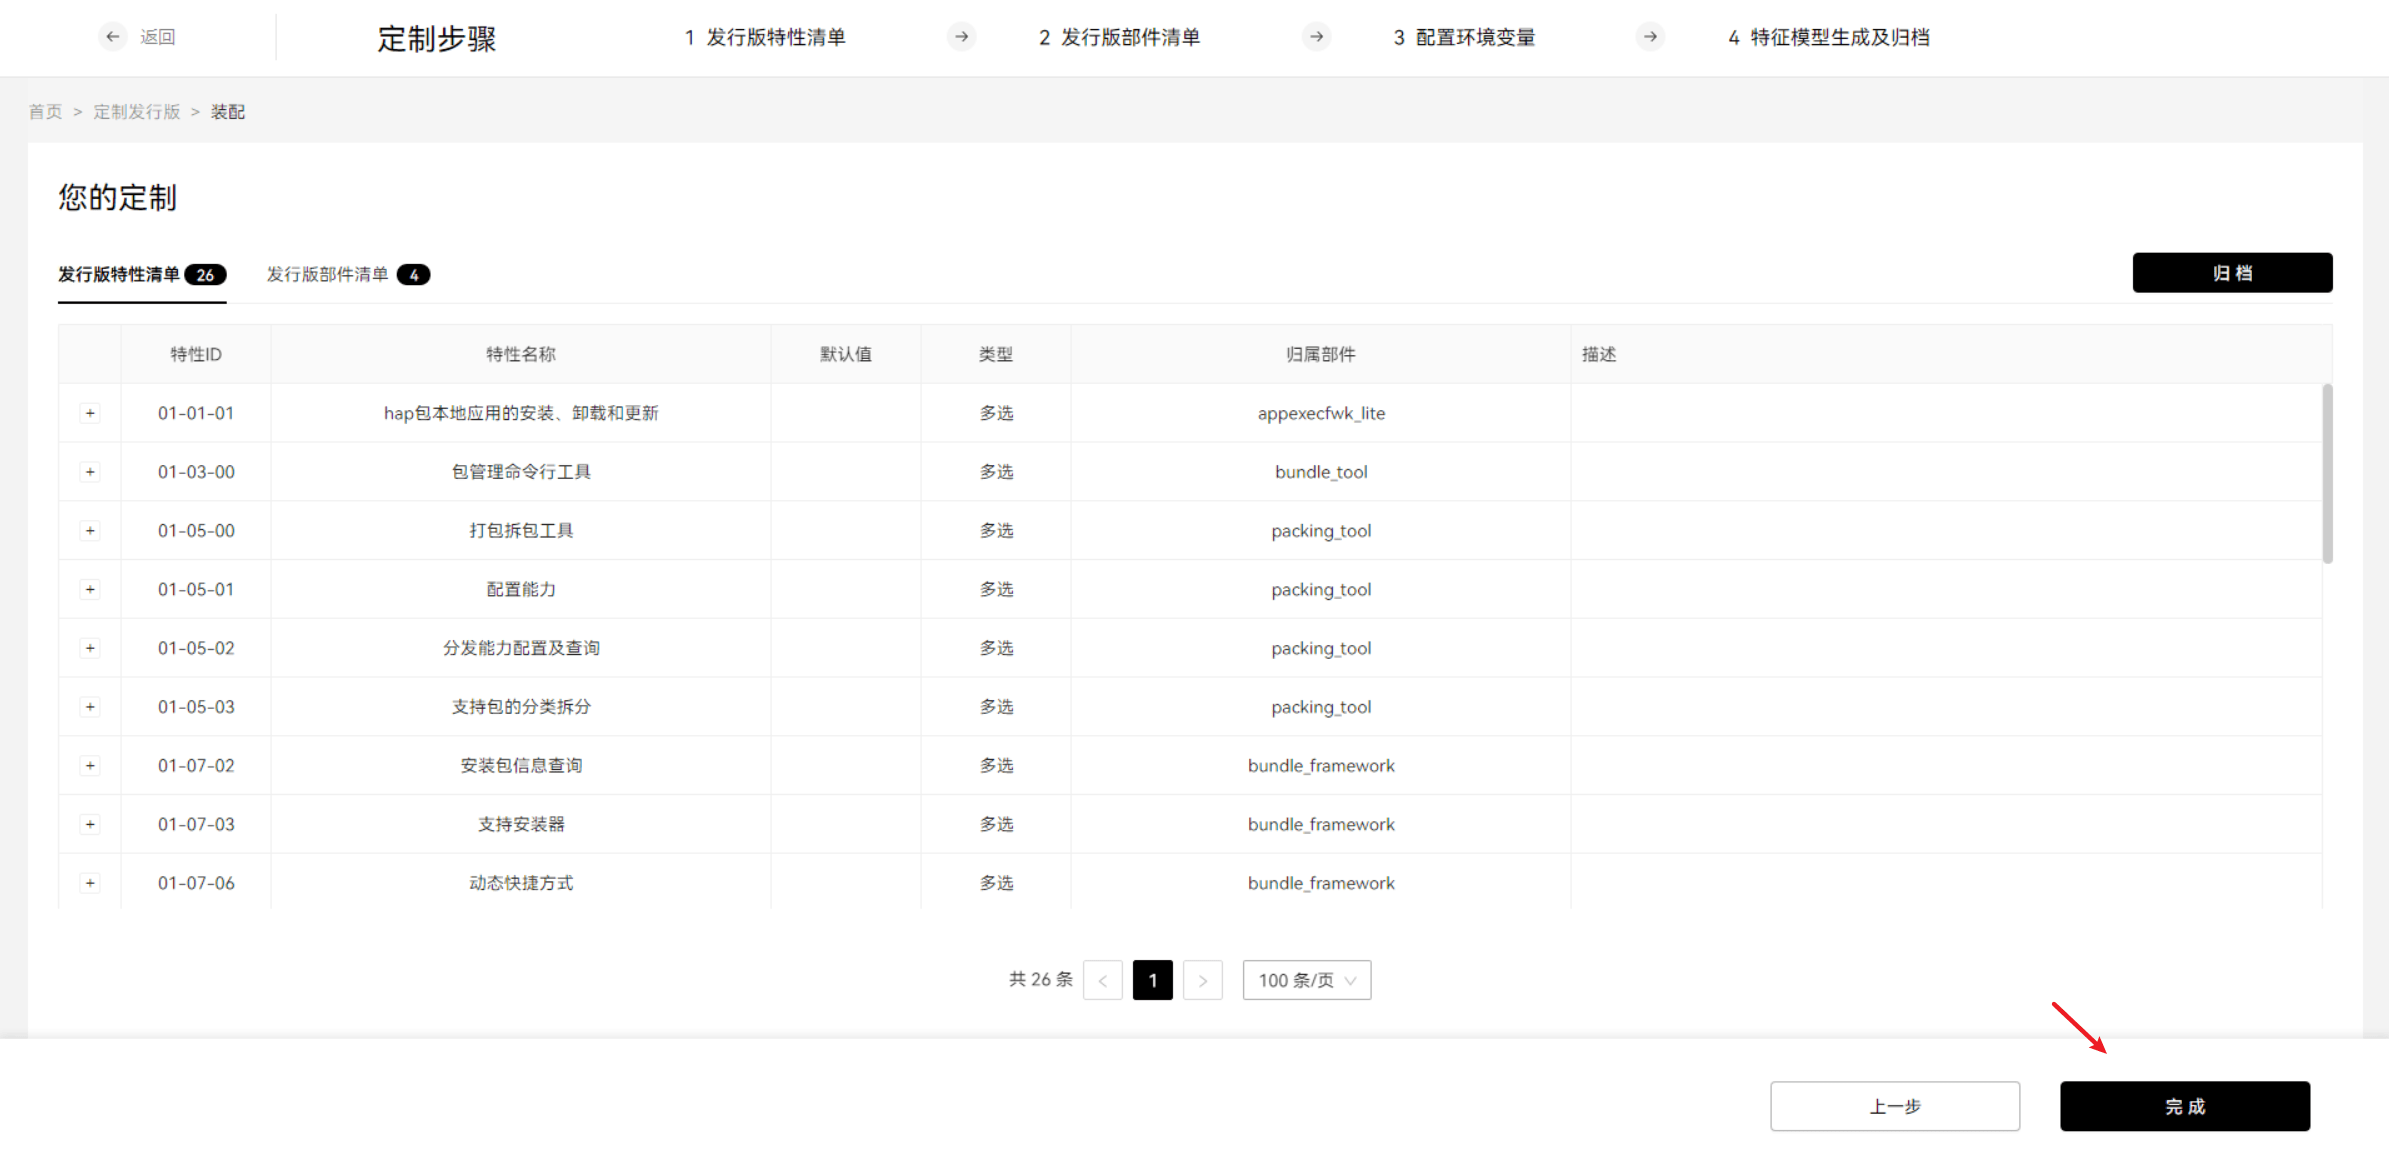 返回
定制步骤
1 发行版特性清单
2 发行版部件清单
3 配置环境变量
4 特征模型生成及归档
首页 > 定制发行版 > 装配
您的定制
发行版特性清单 26
发行版部件清单 4
归 档
特性ID 特性名称 默认值 类型 归属部件 描述
+ 01-01-01 hap包本地应用的安装、卸载和更新 多选 appexecfwk_lite
+ 01-03-00 包管理命令行工具 多选 bundle_tool
+ 01-05-00 打包拆包工具 多选 packing_tool
+ 01-05-01 配置能力 多选 packing_tool
+ 01-05-02 分发能力配置及查询 多选 packing_tool
+ 01-05-03 支持包的分类拆分 多选 packing_tool
+ 01-07-02 安装包信息查询 多选 bundle_framework
+ 01-07-03 支持安装器 多选 bundle_framework
+ 01-07-06 动态快捷方式 多选 bundle_framework
共 26 条 < 1 > 100 条/页
上一步
完 成